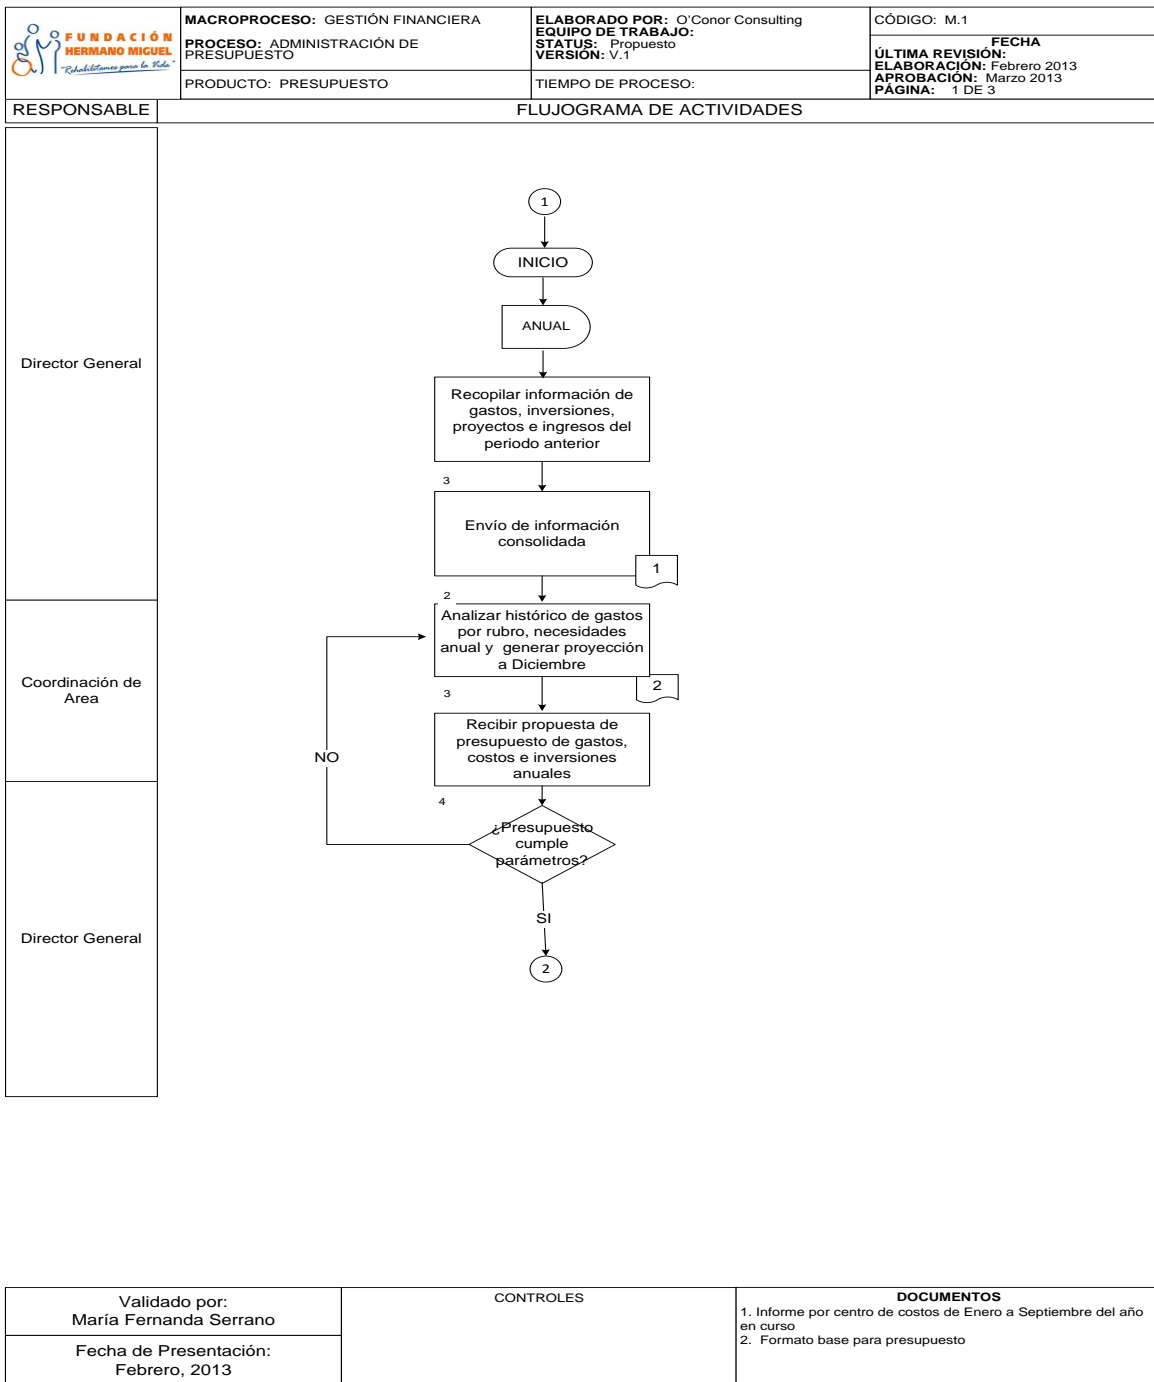 FUNDACIÓN
HERMANO MIGUEL
"Rehabilitamos para la Vida"
MACROPROCESO: GESTIÓN FINANCIERA
PROCESO: ADMINISTRACIÓN DE
PRESUPUESTO
PRODUCTO: PRESUPUESTO
ELABORADO POR: O'Conor Consulting
EQUIPO DE TRABAJO:
STATUS: Propuesto
VERSIÓN: V.1
TIEMPO DE PROCESO:
CÓDIGO: M.1
FECHA
ÚLTIMA REVISIÓN:
ELABORACIÓN: Febrero 2013
APROBACIÓN: Marzo 2013
PÁGINA: 1 DE 3
RESPONSABLE
FLUJOGRAMA DE ACTIVIDADES
1
INICIO
ANUAL
Director General
Recopilar información de
gastos, inversiones,
proyectos e ingresos del
periodo anterior
3
Envío de información
consolidada
1
2
Analizar histórico de gastos
por rubro, necesidades
anual y generar proyección
a Diciembre
Coordinación de
Area
2
3
Recibir propuesta de
presupuesto de gastos,
costos e inversiones
anuales
NO
4
¿Presupuesto
cumple
parámetros?
SI
Director General
2
Validado por:
María Fernanda Serrano
Fecha de Presentación:
Febrero, 2013
CONTROLES
DOCUMENTOS
1. Informe por centro de costos de Enero a Septiembre del año
en curso
2. Formato base para presupuesto